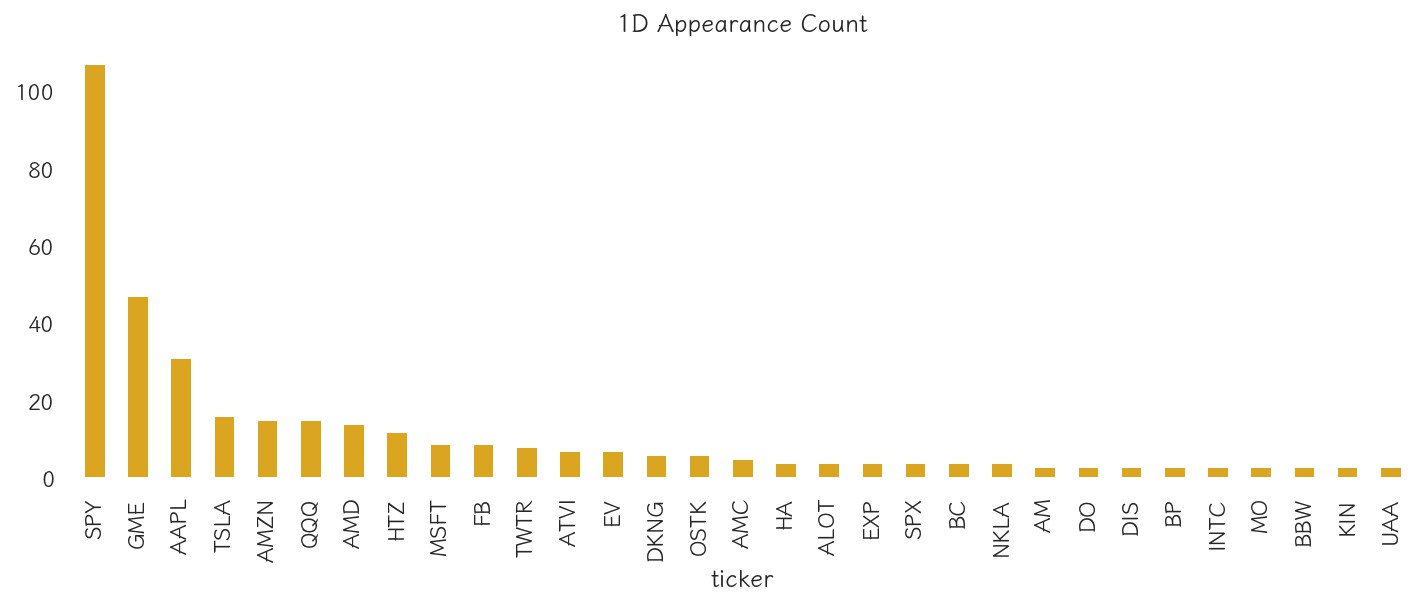 1D Appearance Count
100
80
60
40
20
0
SPY GME AAPL TSLA AMZN QQQ AMD HTZ MSFT FB TWTR ATVI EV DKNG OSTK AMC HA ALOT EXP SPX BC NKLA AM DO DIS BP INTC MO BBW KIN UAA
ticker